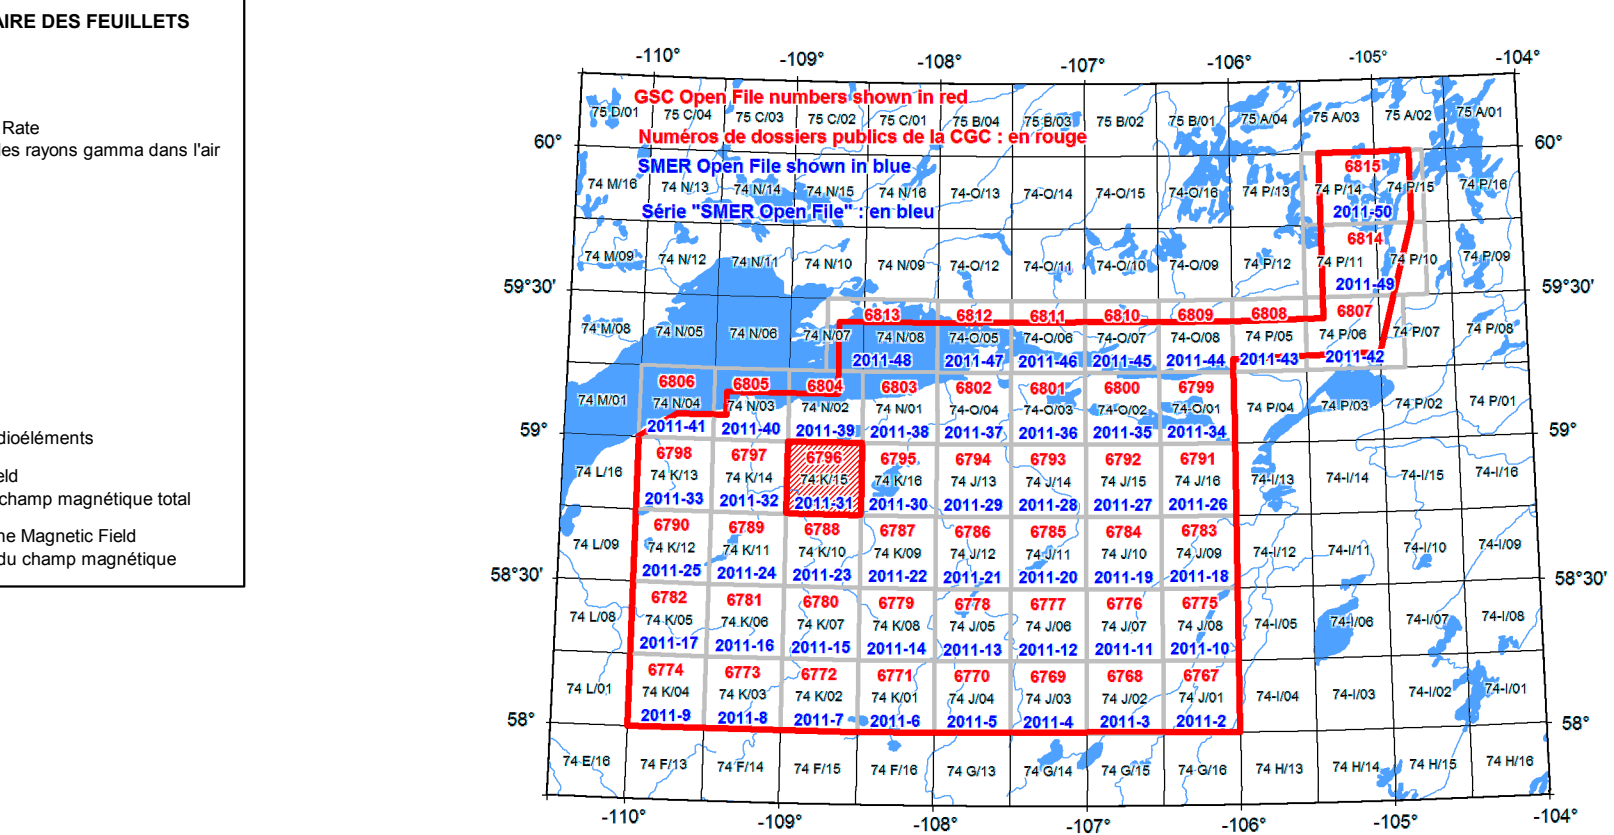 AIRE DES FEUILLETS
Rate
les rayons gamma dans l'air
dioéléments
eld
champ magnétique total
ne Magnetic Field
du champ magnétique
-110° -109° -108° -107° -106° -105° -104°
GSC Open File numbers shown in red
75 D/01 75 C/04 75 C/03 75 C/02 75 C/01 75 B/04 75 B/03 75 B/02 75 B/01 75 A/04 75 A/03 75 A/02 75 A/01
Numéros de dossiers publics de la CGC : en rouge
60° 60°
SMER Open File shown in blue
6815
74 M/16 74 N/13 74 N/14 74 N/15 74 N/16 74-O/13 74-O/14 74-O/15 74-O/16 74 P/13 74 P/14 74 P/15 74 P/16
Série "SMER Open File" : en bleu
2011-50
6814
74 M/09 74 N/12 74 N/11 74 N/10 74 N/09 74-O/12 74-O/11 74-O/10 74-O/09 74 P/12 74 P/11 74 P/10 74 P/09
2011-49
59°30' 59°30'
6813 6812 6811 6810 6809 6808 6807
74 M/08 74 N/05 74 N/06 74 N/07 74 N/08 74-O/05 74-O/06 74-O/07 74-O/08 74 P/05 74 P/06 74 P/07 74 P/08
2011-48 2011-47 2011-46 2011-45 2011-44 2011-43 2011-42
6806 6805 6804 6803 6802 6801 6800 6799
74 M/01 74 N/04 74 N/03 74 N/02 74 N/01 74-O/04 74-O/03 74-O/02 74-O/01 74 P/04 74 P/03 74 P/02 74 P/01
2011-41 2011-40 2011-39 2011-38 2011-37 2011-36 2011-35 2011-34
59° 59°
6798 6797 6796 6795 6794 6793 6792 6791
74 L/16 74 K/13 74 K/14 74 K/15 74 K/16 74 J/13 74 J/14 74 J/15 74 J/16 74-I/13 74-I/14 74-I/15 74-I/16
2011-33 2011-32 2011-31 2011-30 2011-29 2011-28 2011-27 2011-26
6790 6789 6788 6787 6786 6785 6784 6783
74 L/09 74 K/12 74 K/11 74 K/10 74 K/09 74 J/12 74 J/11 74 J/10 74 J/09 74-I/12 74-I/11 74-I/10 74-I/09
2011-25 2011-24 2011-23 2011-22 2011-21 2011-20 2011-19 2011-18
58°30' 58°30'
6782 6781 6780 6779 6778 6777 6776 6775
74 L/08 74 K/05 74 K/06 74 K/07 74 K/08 74 J/05 74 J/06 74 J/07 74 J/08 74-I/05 74-I/06 74-I/07 74-I/08
2011-17 2011-16 2011-15 2011-14 2011-13 2011-12 2011-11 2011-10
6774 6773 6772 6771 6770 6769 6768 6767
74 L/01 74 K/04 74 K/03 74 K/02 74 K/01 74 J/04 74 J/03 74 J/02 74 J/01 74-I/04 74-I/03 74-I/02 74-I/01
2011-9 2011-8 2011-7 2011-6 2011-5 2011-4 2011-3 2011-2
58° 58°
74 E/16 74 F/13 74 F/14 74 F/15 74 F/16 74 G/13 74 G/14 74 G/15 74 G/16 74 H/13 74 H/14 74 H/15 74 H/16
-110° -109° -108° -107° -106° -105° -104°